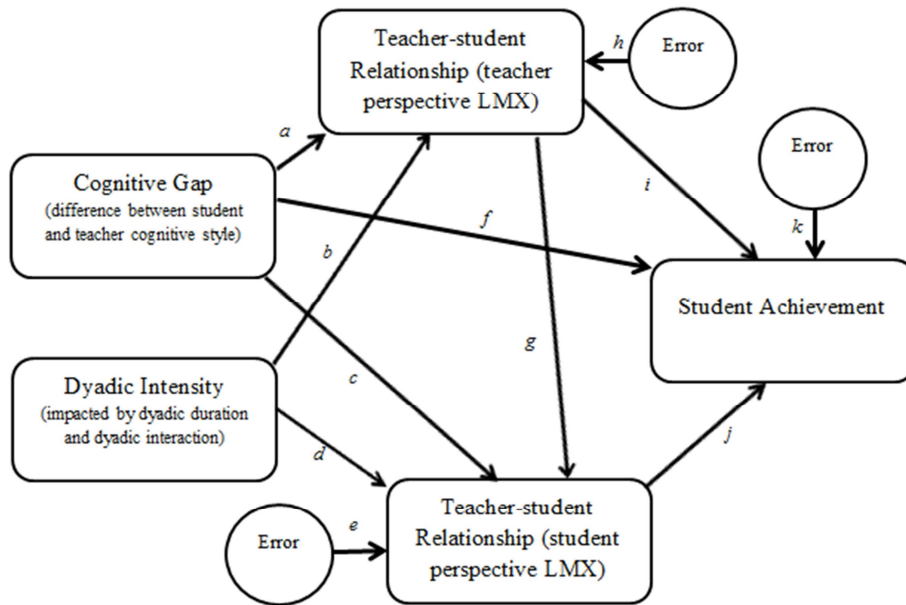 Teacher-student
Relationship (teacher
perspective LMX)
h
Error
a
Error
Cognitive Gap
(difference between student
and teacher cognitive style)
i
f
k
b
Student Achievement
g
c
Dyadic Intensity
(impacted by dyadic duration
and dyadic interaction)
j
d
Teacher-student
Relationship (student
perspective LMX)
e
Error